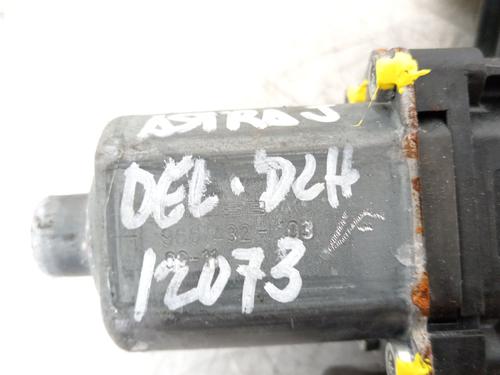 ASTRA J
DEL. DCH
12073